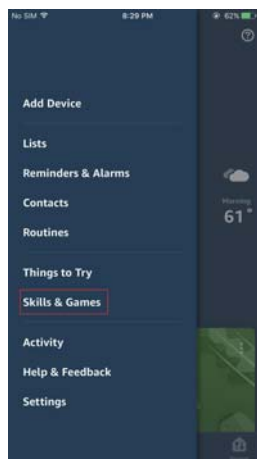 No SIM 8:29 PM 62%
Add Device
Lists
Reminders & Alarms
Contacts
Routines
Things to Try
Skills & Games
Activity
Help & Feedback
Settings
61°